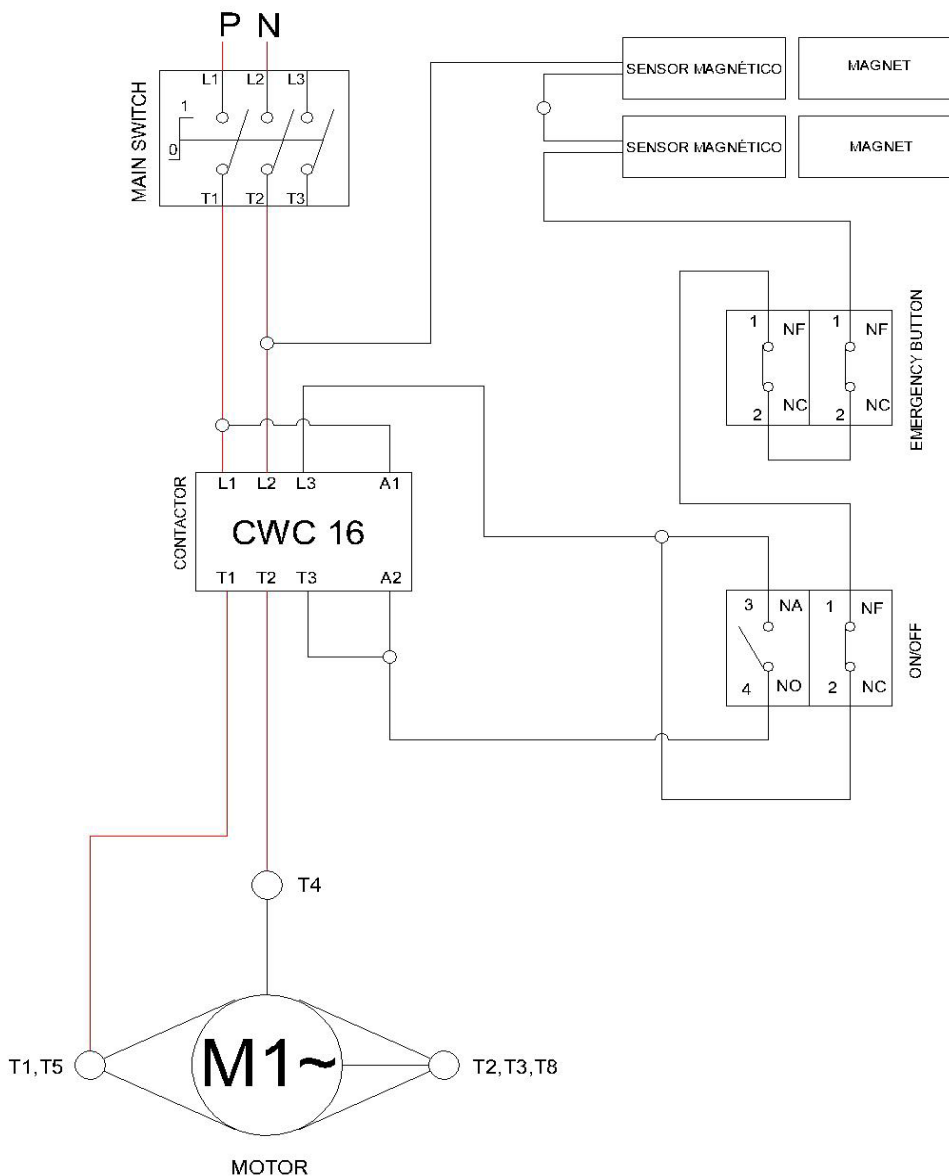 P N
L1 L2 L3
1
0
T1 T2 T3
MAIN SWITCH
SENSOR MAGNÉTICO MAGNET
SENSOR MAGNÉTICO MAGNET
1 NF 1 NF
2 NC 2 NC
EMERGENCY BUTTON
L1 L2 L3 A1
CWC 16
T1 T2 T3 A2
CONTACTOR
3 NA 1 NF
4 NO 2 NC
ON/OFF
T4
T1,T5
M1~
T2,T3,T8
MOTOR